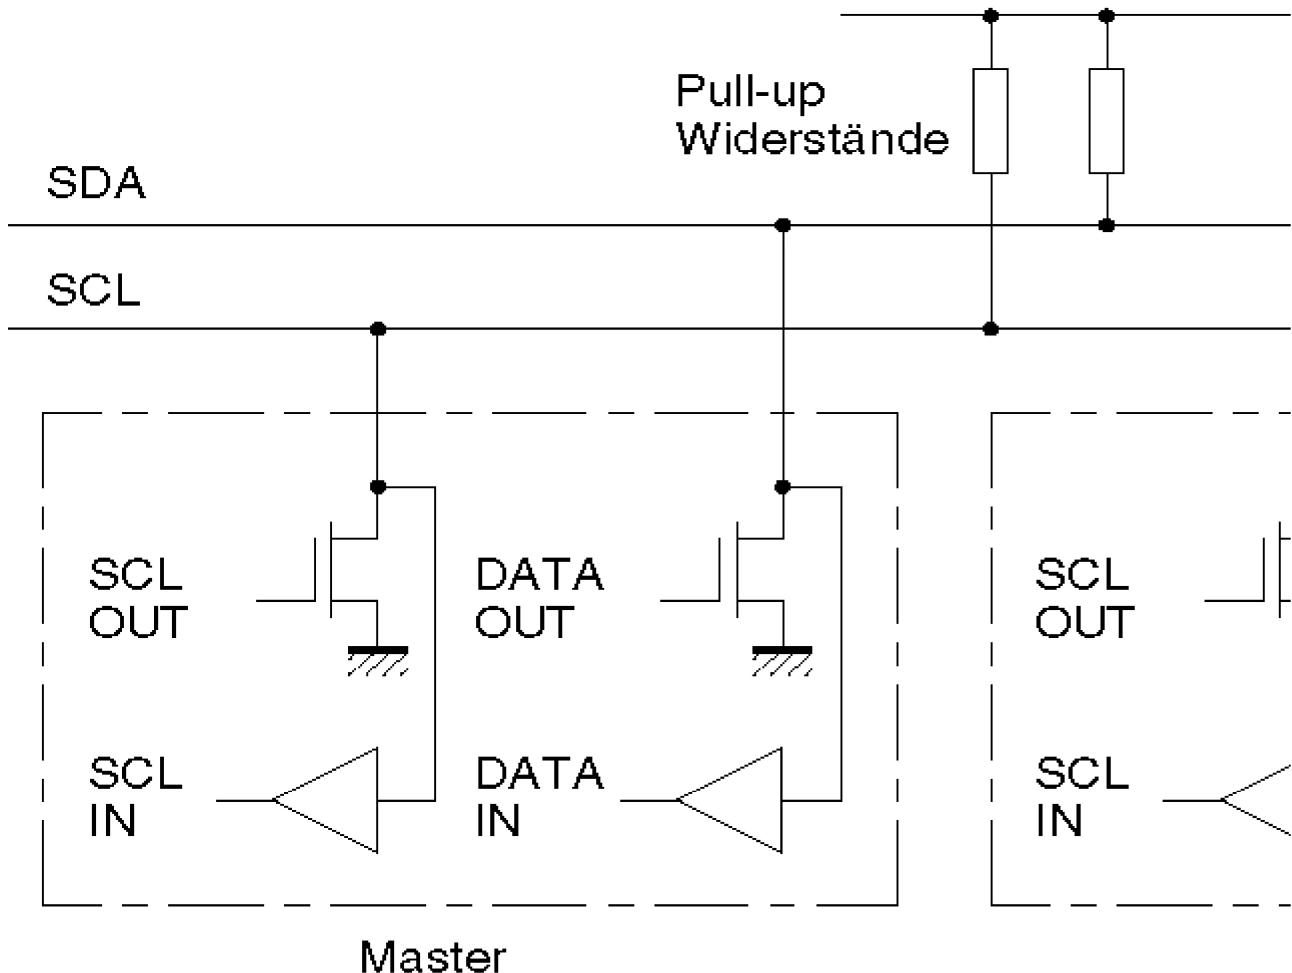 Pull-up
Widerstände
SDA
SCL
SCL
OUT
DATA
OUT
SCL
OUT
SCL
IN
DATA
IN
SCL
IN
Master